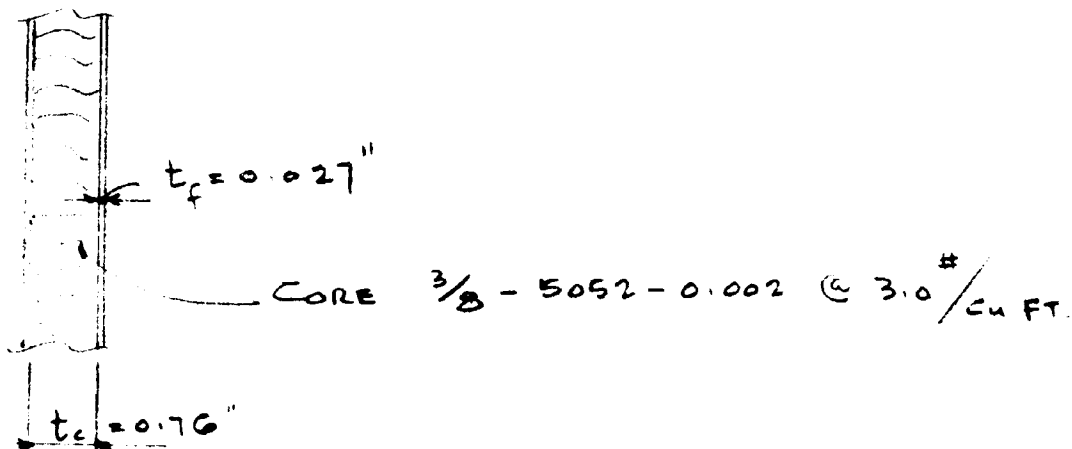 t_f = 0.027"
CORE 3/8 - 5052 - 0.002 @ 3.0 #/cu FT.
t_c = 0.76"